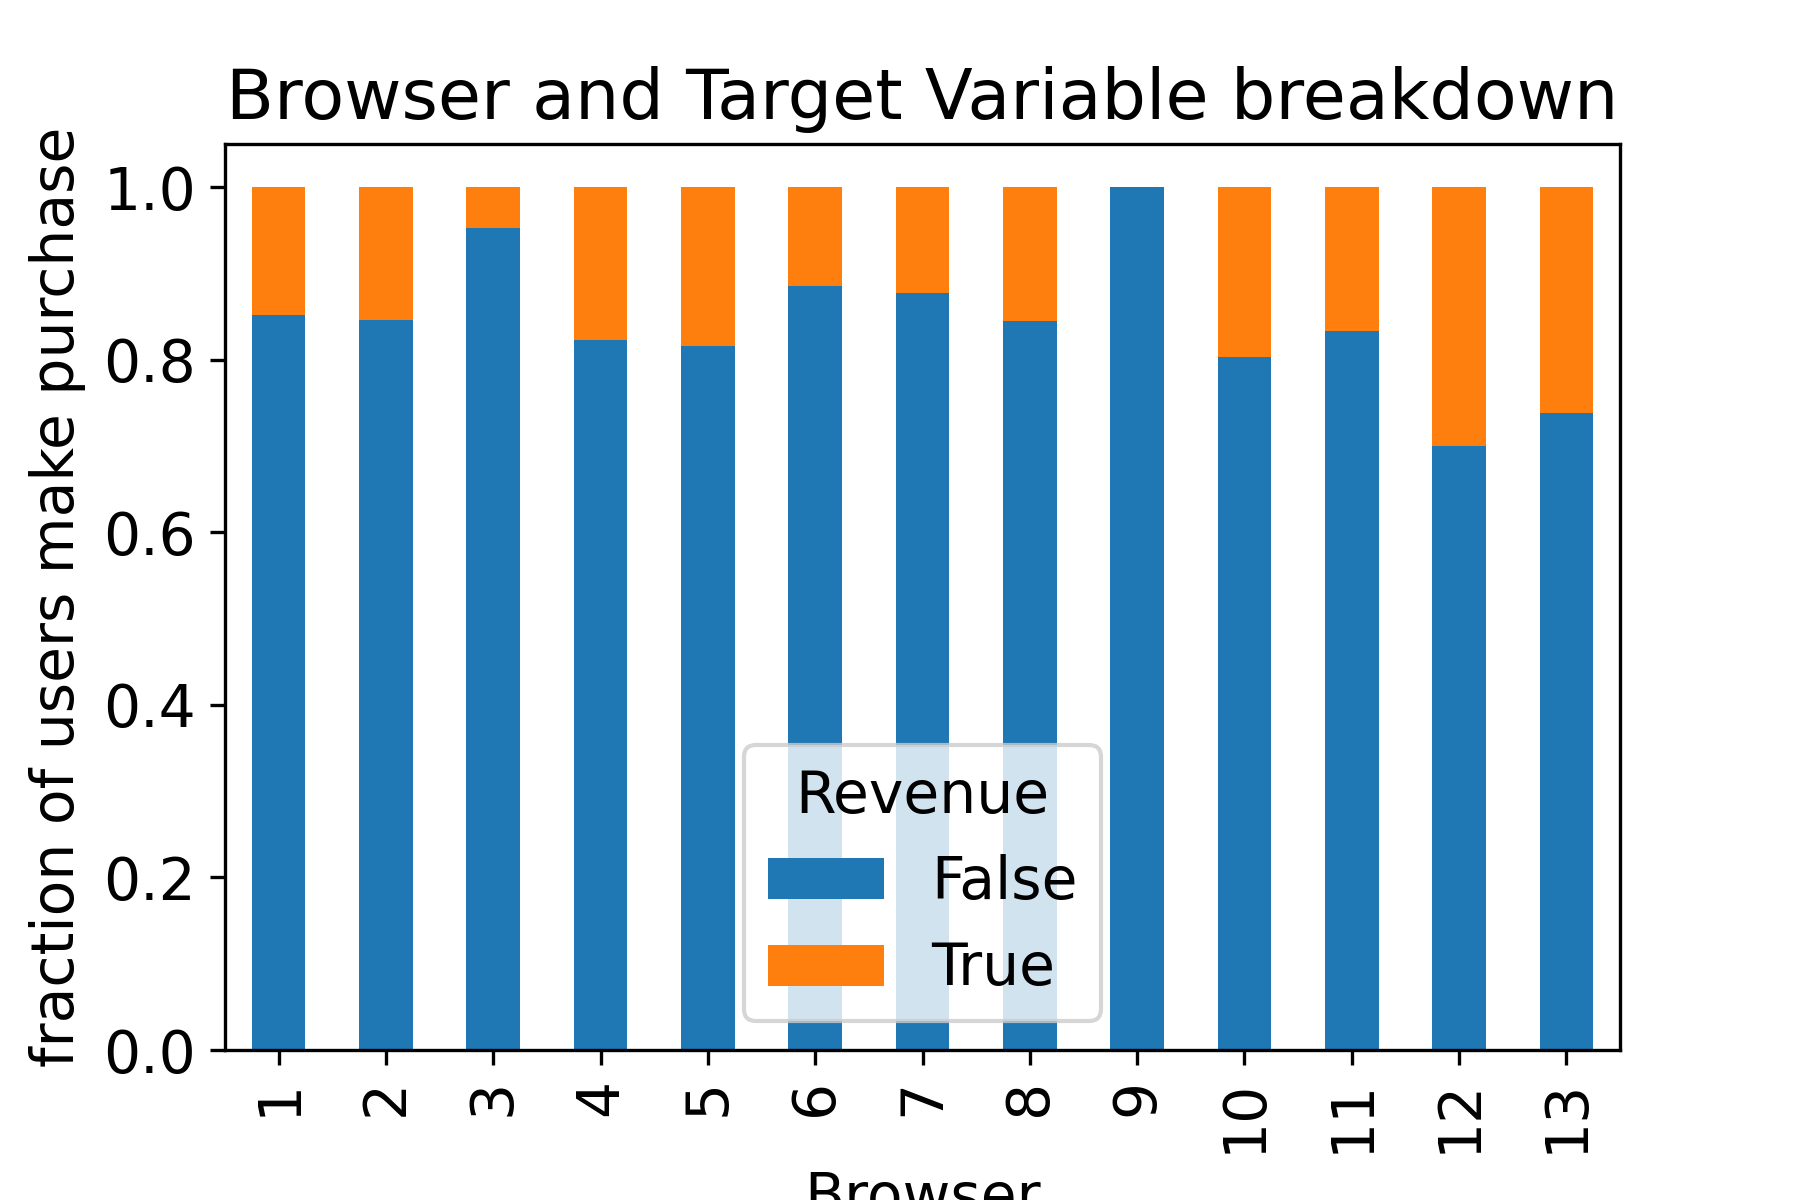 Browser and Target Variable breakdown
fraction of users make purchase
1.0
0.8
0.6
0.4
0.2
0.0
Revenue
False
True
1 2 3 4 5 6 7 8 9 10 11 12 13
Browser